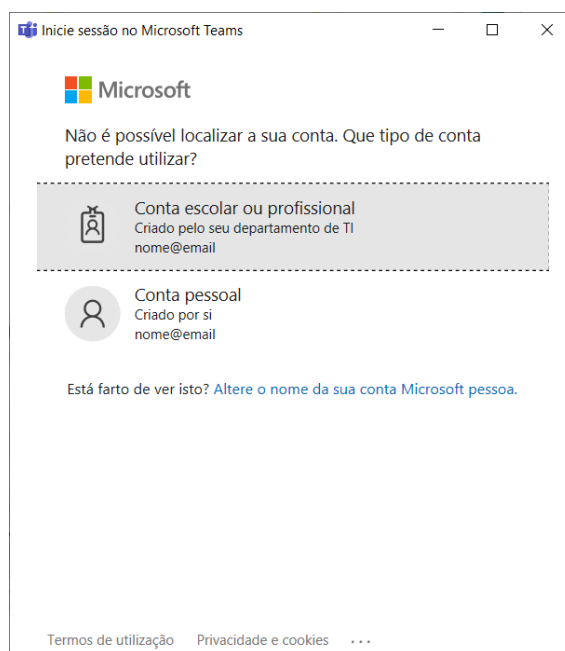 Inicie sessão no Microsoft Teams
Microsoft
Não é possível localizar a sua conta. Que tipo de conta
pretende utilizar?
Conta escolar ou profissional
Criado pelo seu departamento de TI
nome@email
Conta pessoal
Criado por si
nome@email
Está farto de ver isto? Altere o nome da sua conta Microsoft pessoa.
Termos de utilização Privacidade e cookies ...